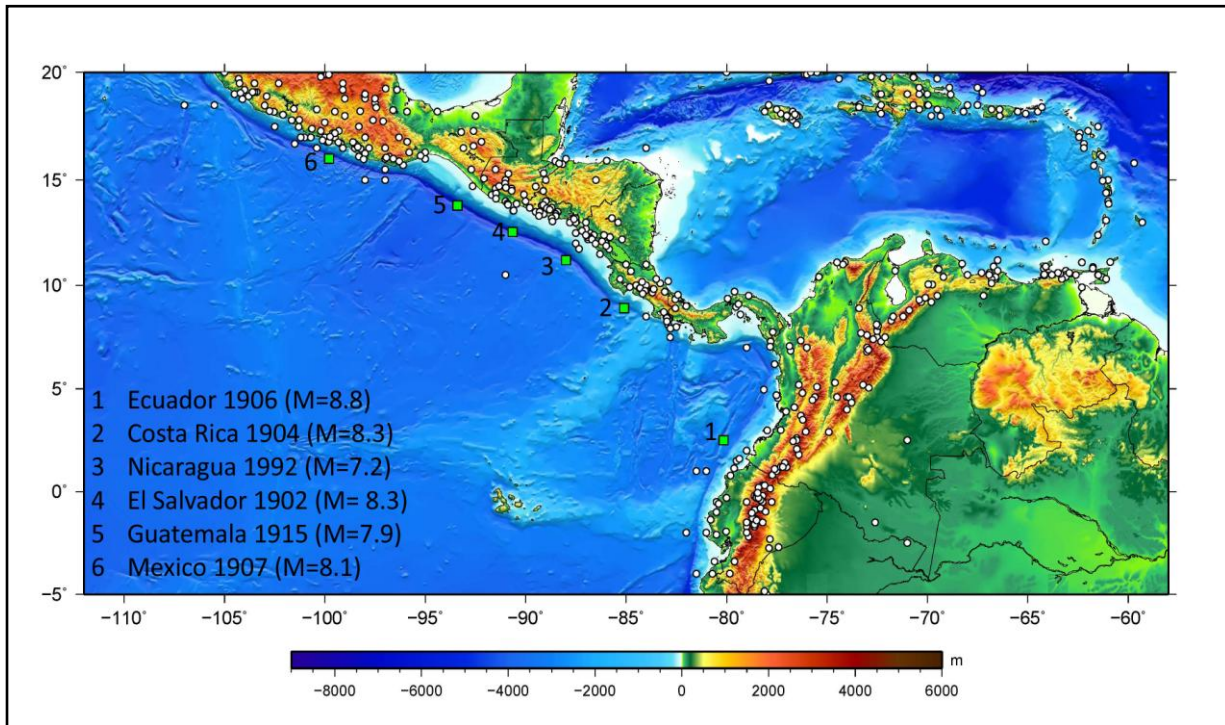 20°
15°
10°
5°
0°
−5°
6
5
4
3
2
1
1 Ecuador 1906 (M=8.8)
2 Costa Rica 1904 (M=8.3)
3 Nicaragua 1992 (M=7.2)
4 El Salvador 1902 (M= 8.3)
5 Guatemala 1915 (M=7.9)
6 Mexico 1907 (M=8.1)
−110° −105° −100° −95° −90° −85° −80° −75° −70° −65° −60°
m
−8000 −6000 −4000 −2000 0 2000 4000 6000